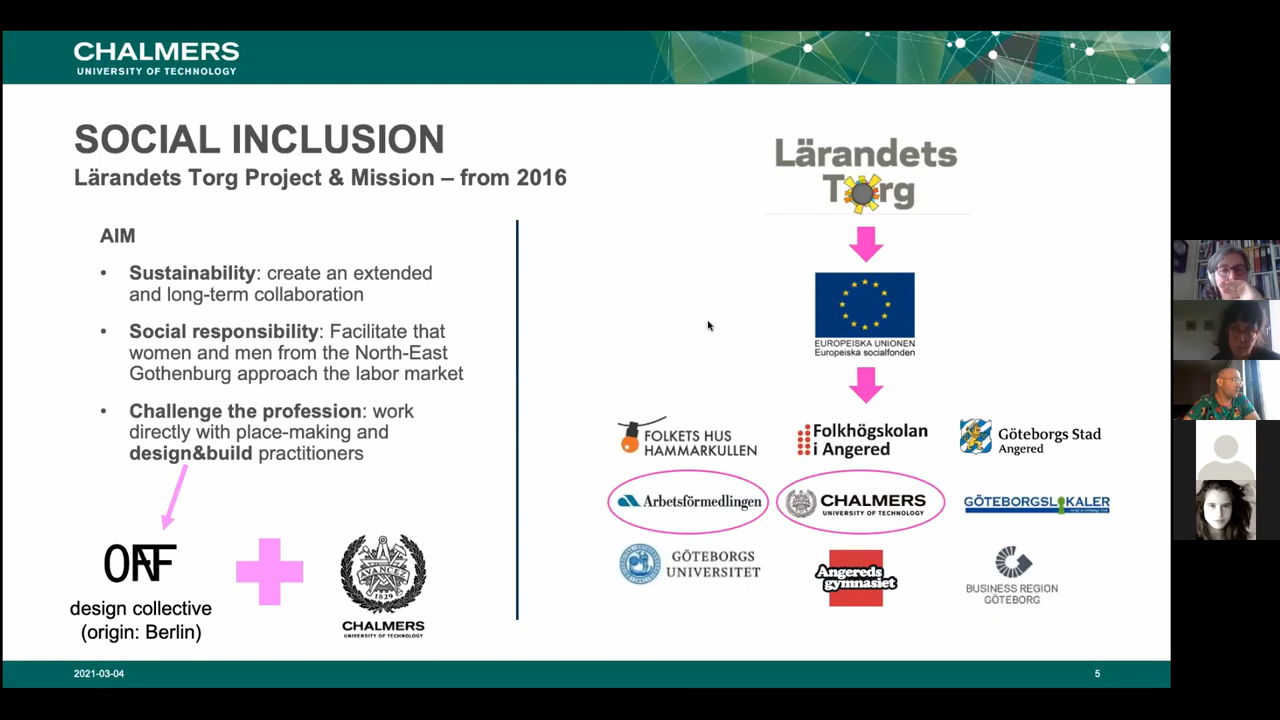 CHALMERS
UNIVERSITY OF TECHNOLOGY
SOCIAL INCLUSION
Lärandets Torg Project & Mission – from 2016
AIM
• Sustainability: create an extended
and long-term collaboration
• Social responsibility: Facilitate that
women and men from the North-East
Gothenburg approach the labor market
• Challenge the profession: work
directly with place-making and
design&build practitioners
design collective
(origin: Berlin)
AVANCEZ
1829
CHALMERS
UNIVERSITY OF TECHNOLOGY
Lärandets
Torg
EUROPEISKA UNIONEN
Europeiska socialfonden
FOLKETS HUS
HAMMARKULLEN
Folkhögskolan
i Angered
Göteborgs Stad
Angered
Arbetsförmedlingen
CHALMERS
UNIVERSITY OF TECHNOLOGY
GÖTEBORGSLOKALER
GÖTEBORGS
UNIVERSITET
Angereds
gymnasiet
BUSINESS REGION
GÖTEBORG
2021-03-04
5